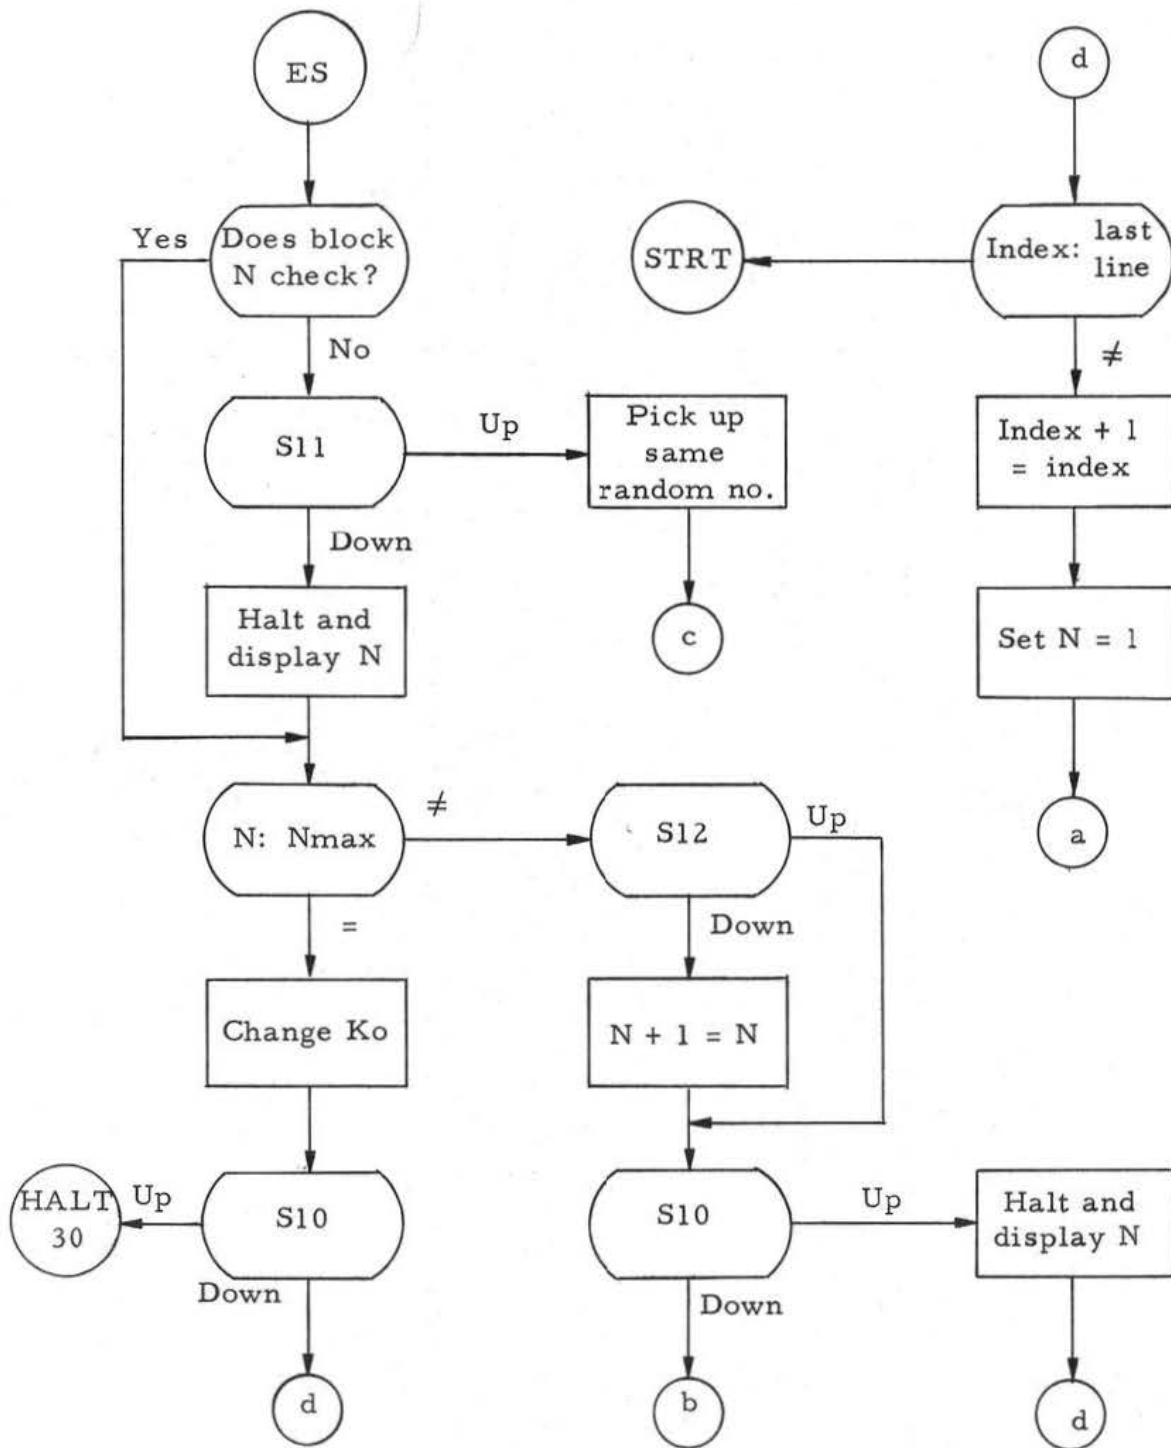 ES
Yes
Does block
N check?
No
S11
Up
Pick up
same
random no.
Down
Halt and
display N
c
N: Nmax
≠
S12
Up
=
Down
Change Ko
N + 1 = N
HALT
30
Up
S10
Down
d
S10
Up
Halt and
display N
Down
b
d
d
STRT
Index:
last
line
≠
Index + 1
= index
Set N = 1
a